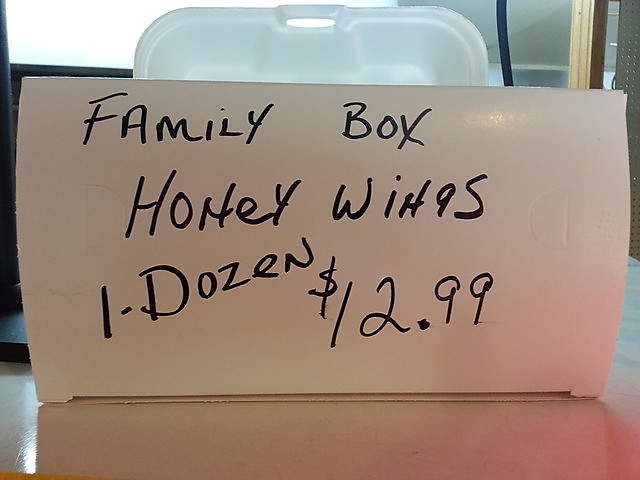 FAMILY BOX
HONEY WINGS
1-DOZEN $12.99